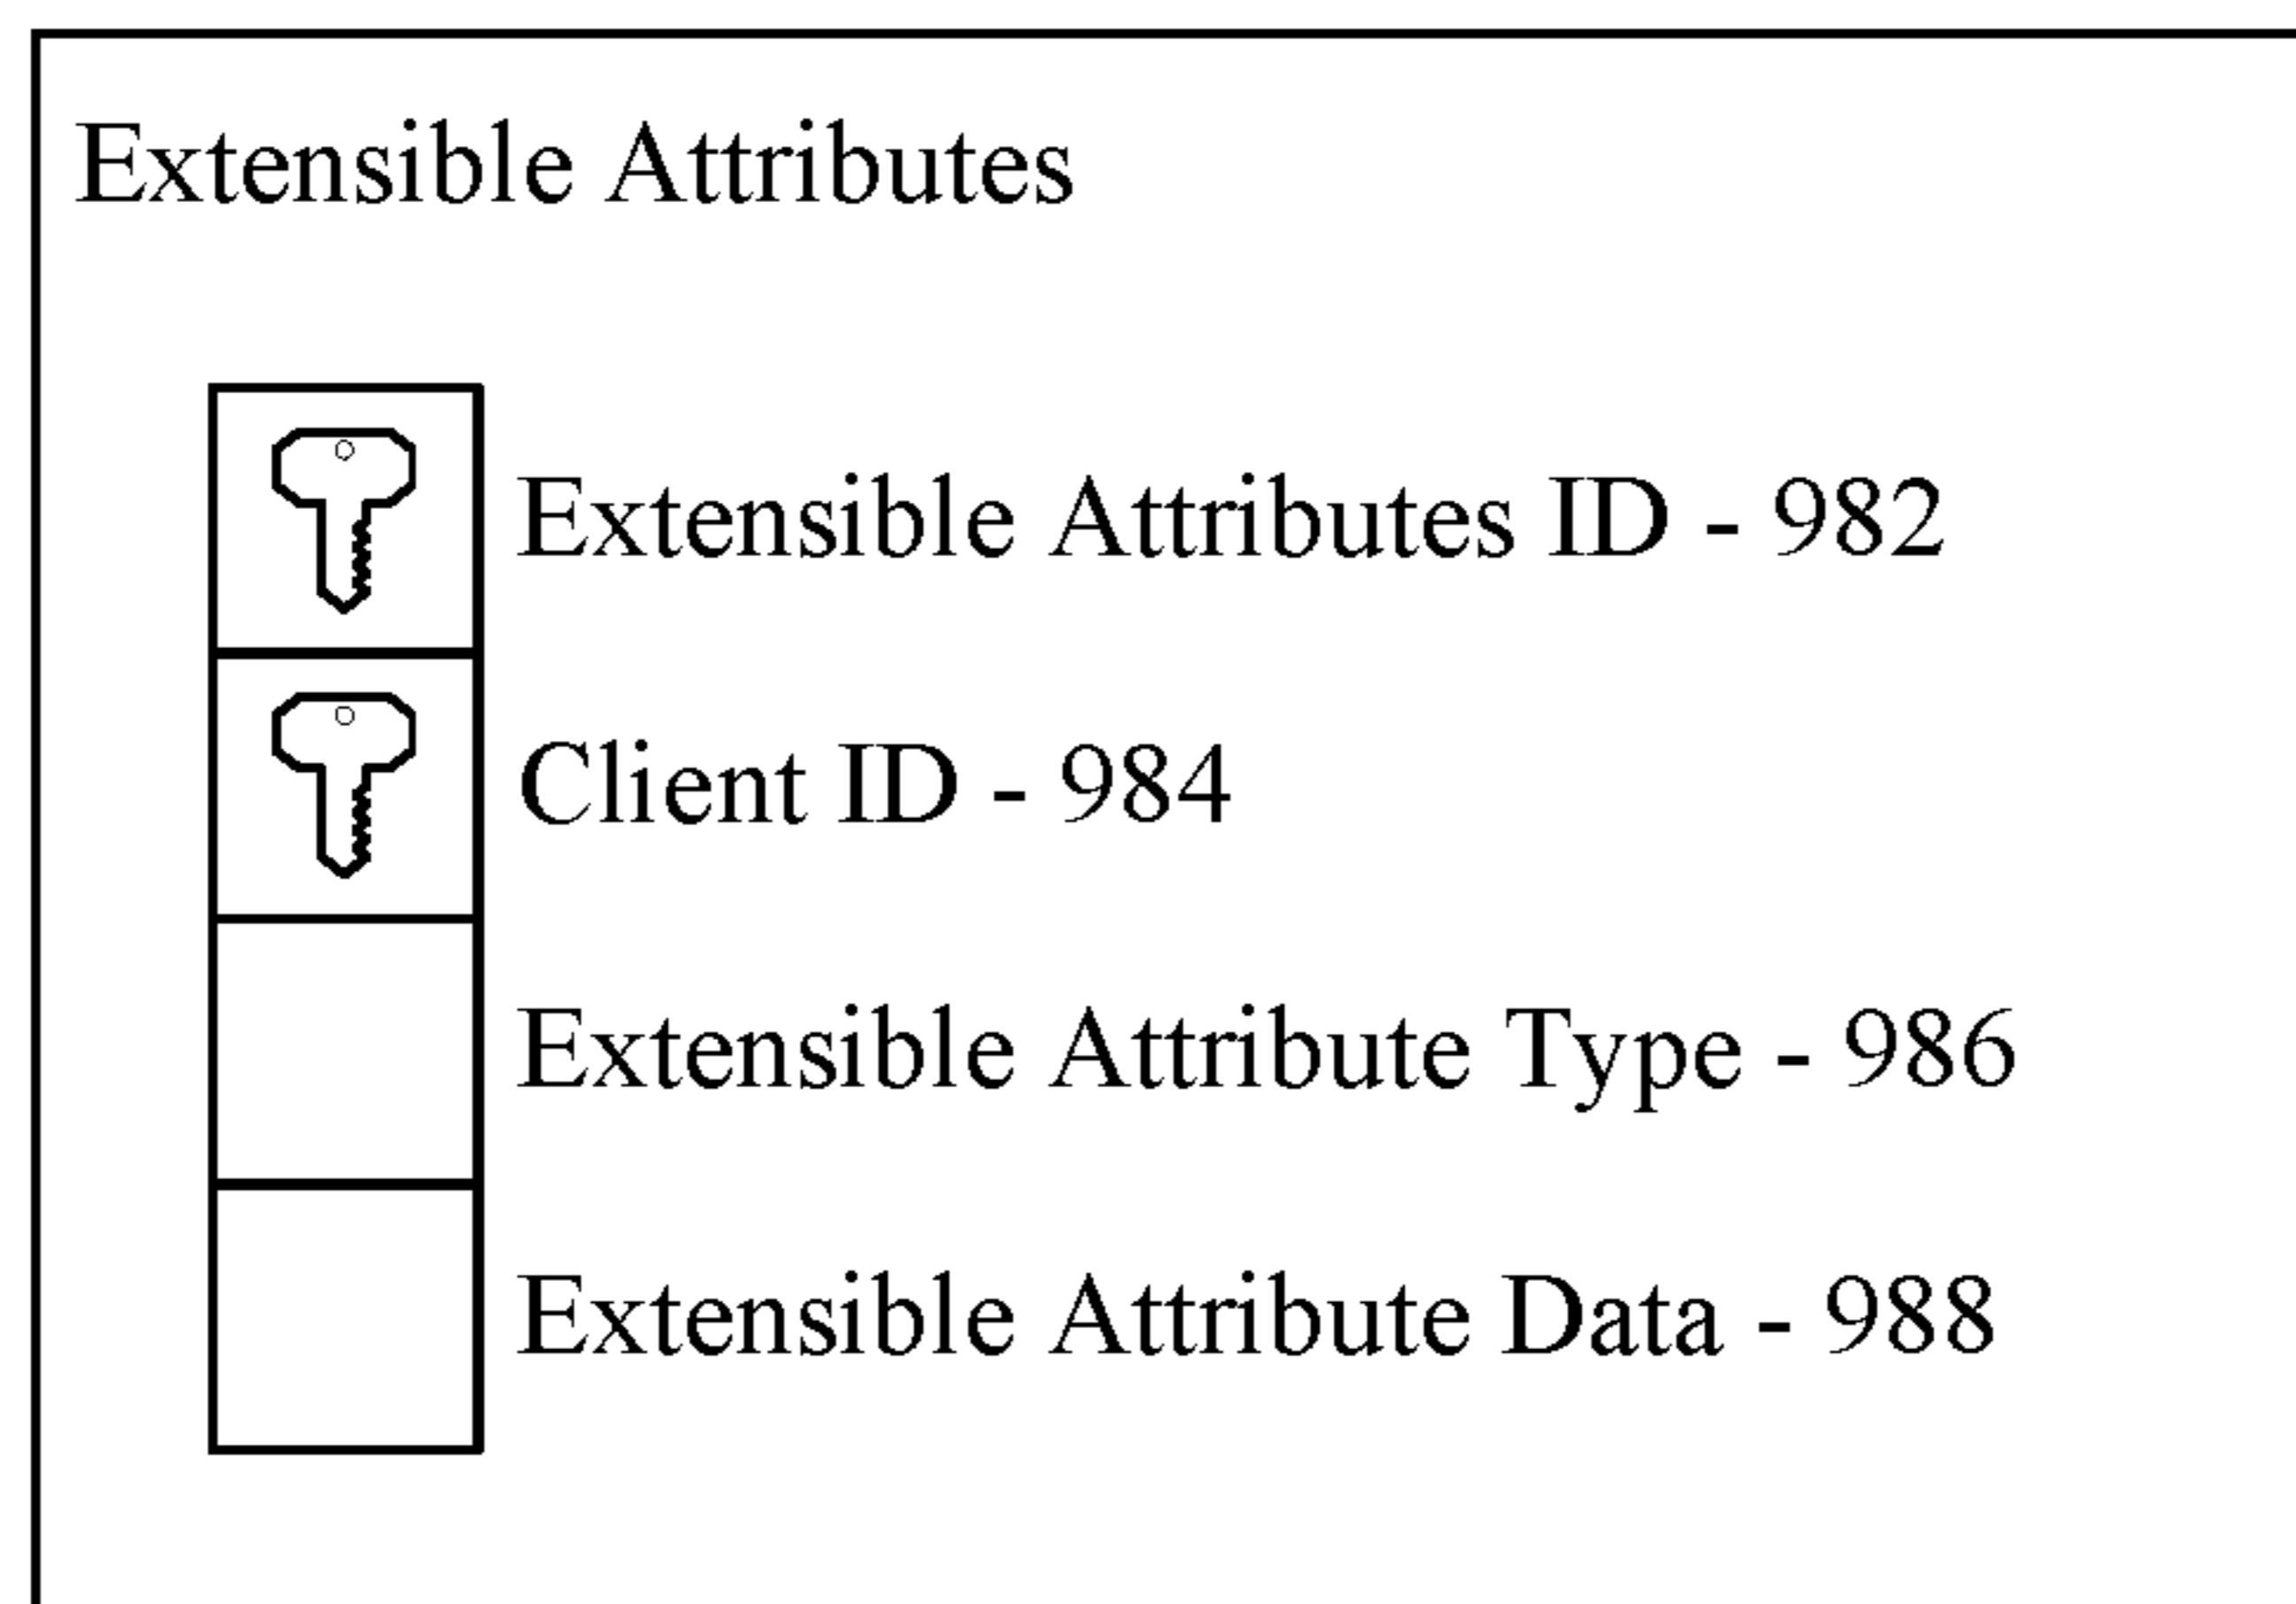 Extensible Attributes
Extensible Attributes ID - 982
Client ID - 984
Extensible Attribute Type - 986
Extensible Attribute Data - 988